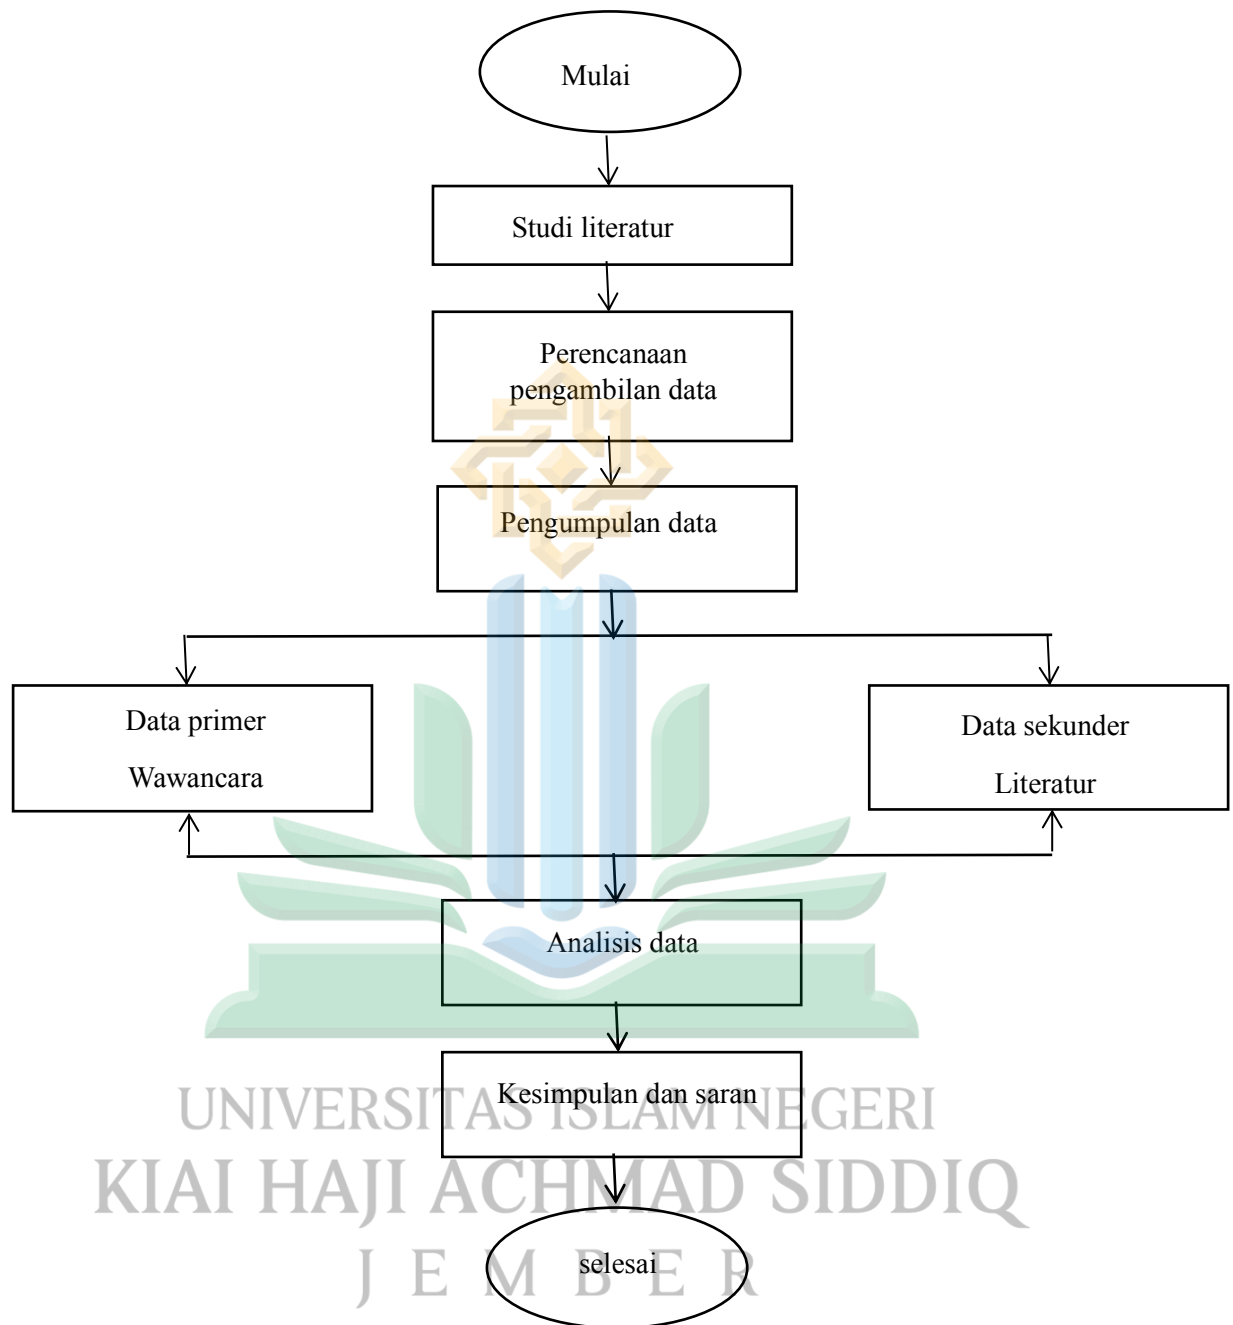 Mulai
Studi literatur
Perencanaan
pengambilan data
Pengumpulan data
Data primer
Wawancara
Data sekunder
Literatur
Analisis data
Kesimpulan dan saran
UNIVERSITAS ISLAM NEGERI
KIAI HAJI ACHMAD SIDDIQ
selesai
J E M B E R